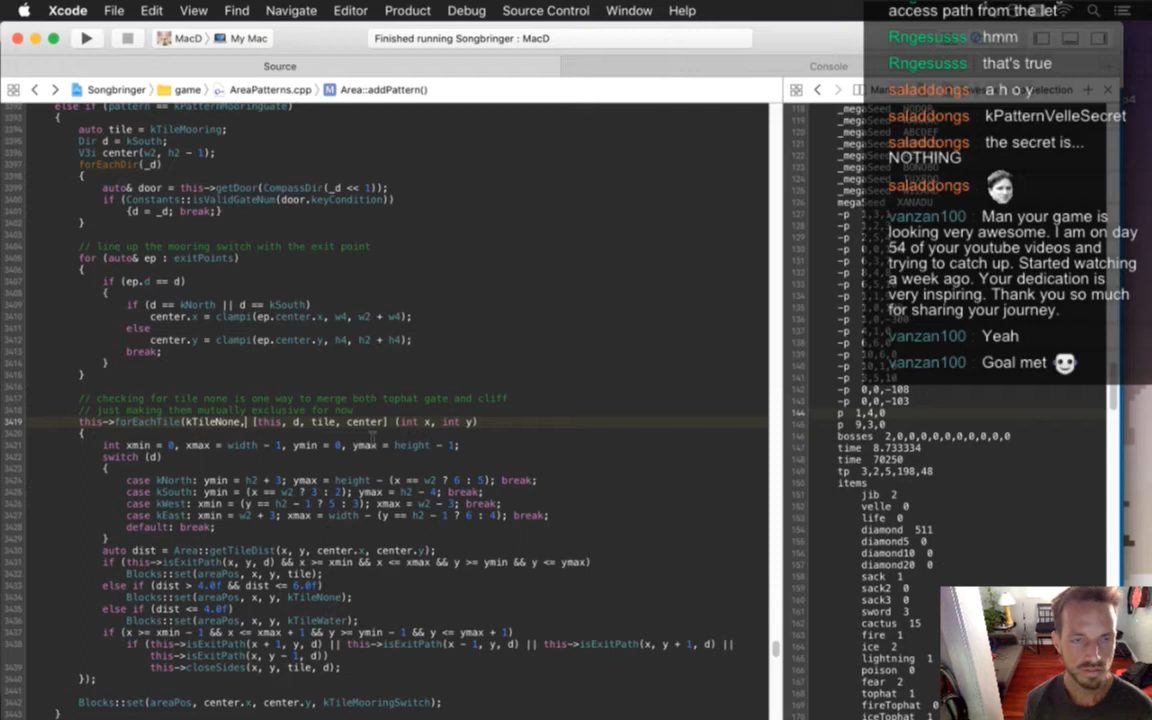 Xcode File Edit View Find Navigate Editor Product Debug Source Control Window Help
MacD My Mac
Finished running Songbringer : MacD
Source
Console
Songbringer game AreaPatterns.cpp Area::addPattern()
else if (pattern == kPatternMooringGate)
{
auto tile = kTileMooring;
Dir d = kSouth;
V3i center(w2, h2 - 1);
forEachDir(_d)
{
auto& door = this->getDoor(CompassDir(_d << 1));
if (Constants::isValidGateNum(door.keyCondition))
{d = _d; break;}
}
// line up the mooring switch with the exit point
for (auto& ep : exitPoints)
{
if (ep.d == d)
{
if (d == kNorth || d == kSouth)
center.x = clampi(ep.center.x, w4, w2 + w4);
else
center.y = clampi(ep.center.y, h4, h2 + h4);
break;
}
}
// checking for tile none is one way to merge both tophat gate and cliff
// just making them mutually exclusive for now
3419 this->forEachTile(kTileNone, [this, d, tile, center] (int x, int y)
{
int xmin = 0, xmax = width - 1, ymin = 0, ymax = height - 1;
switch (d)
{
case kNorth: ymin = h2 + 3; ymax = height - (x == w2 ? 6 : 5); break;
case kSouth: ymin = (x == w2 ? 3 : 2); ymax = h2 - 4; break;
case kWest: xmin = (y == h2 - 1 ? 5 : 3); xmax = w2 - 3; break;
case kEast: xmin = w2 + 3; xmax = width - (y == h2 - 1 ? 6 : 4); break;
default: break;
}
auto dist = Area::getTileDist(x, y, center.x, center.y);
if (this->isExitPath(x, y, d) && x >= xmin && x <= xmax && y >= ymin && y <= ymax)
Blocks::set(areaPos, x, y, tile);
else if (dist > 4.0f && dist <= 6.0f)
Blocks::set(areaPos, x, y, kTileNone);
else if (dist <= 4.0f)
Blocks::set(areaPos, x, y, kTileWater);
if (x >= xmin - 1 && x <= xmax + 1 && y >= ymin - 1 && y <= ymax + 1)
if (this->isExitPath(x + 1, y, d) || this->isExitPath(x - 1, y, d) || this->isExitPath(x, y + 1, d) ||
this->isExitPath(x, y - 1, d))
this->closeSides(x, y, tile, d);
});
Blocks::set(areaPos, center.x, center.y, kTileMooringSwitch);
}
access path from the let
Rngesusss hmm
Rngesusss that's true
saladdongs a h o y
saladdongs kPatternVelleSecret
saladdongs the secret is...
NOTHING
saladdongs
vanzan100 Man your game is
looking very awesome. I am on day
54 of your youtube videos and
trying to catch up. Started watching
a week ago. Your dedication is
very inspiring. Thank you so much
for sharing your journey.
vanzan100 Yeah
vanzan100 Goal met
megaSeed XANADU
-p 0,0,-108
-p 0,0,-103
p 1,4,0
p 9,3,0
bosses 2,0,0,0,0,0,0,0,0,0
time 8.733334
time 70250
tp 3,2,5,198,48
items
jib 2
velle 0
life 0
diamond 511
diamond5 0
diamond10 0
diamond20 0
sack 1
sack2 0
sack3 0
sword 3
cactus 15
fire 1
ice 2
lightning 1
poison 0
fear 2
tophat 1
fireTophat 0
iceTophat 1